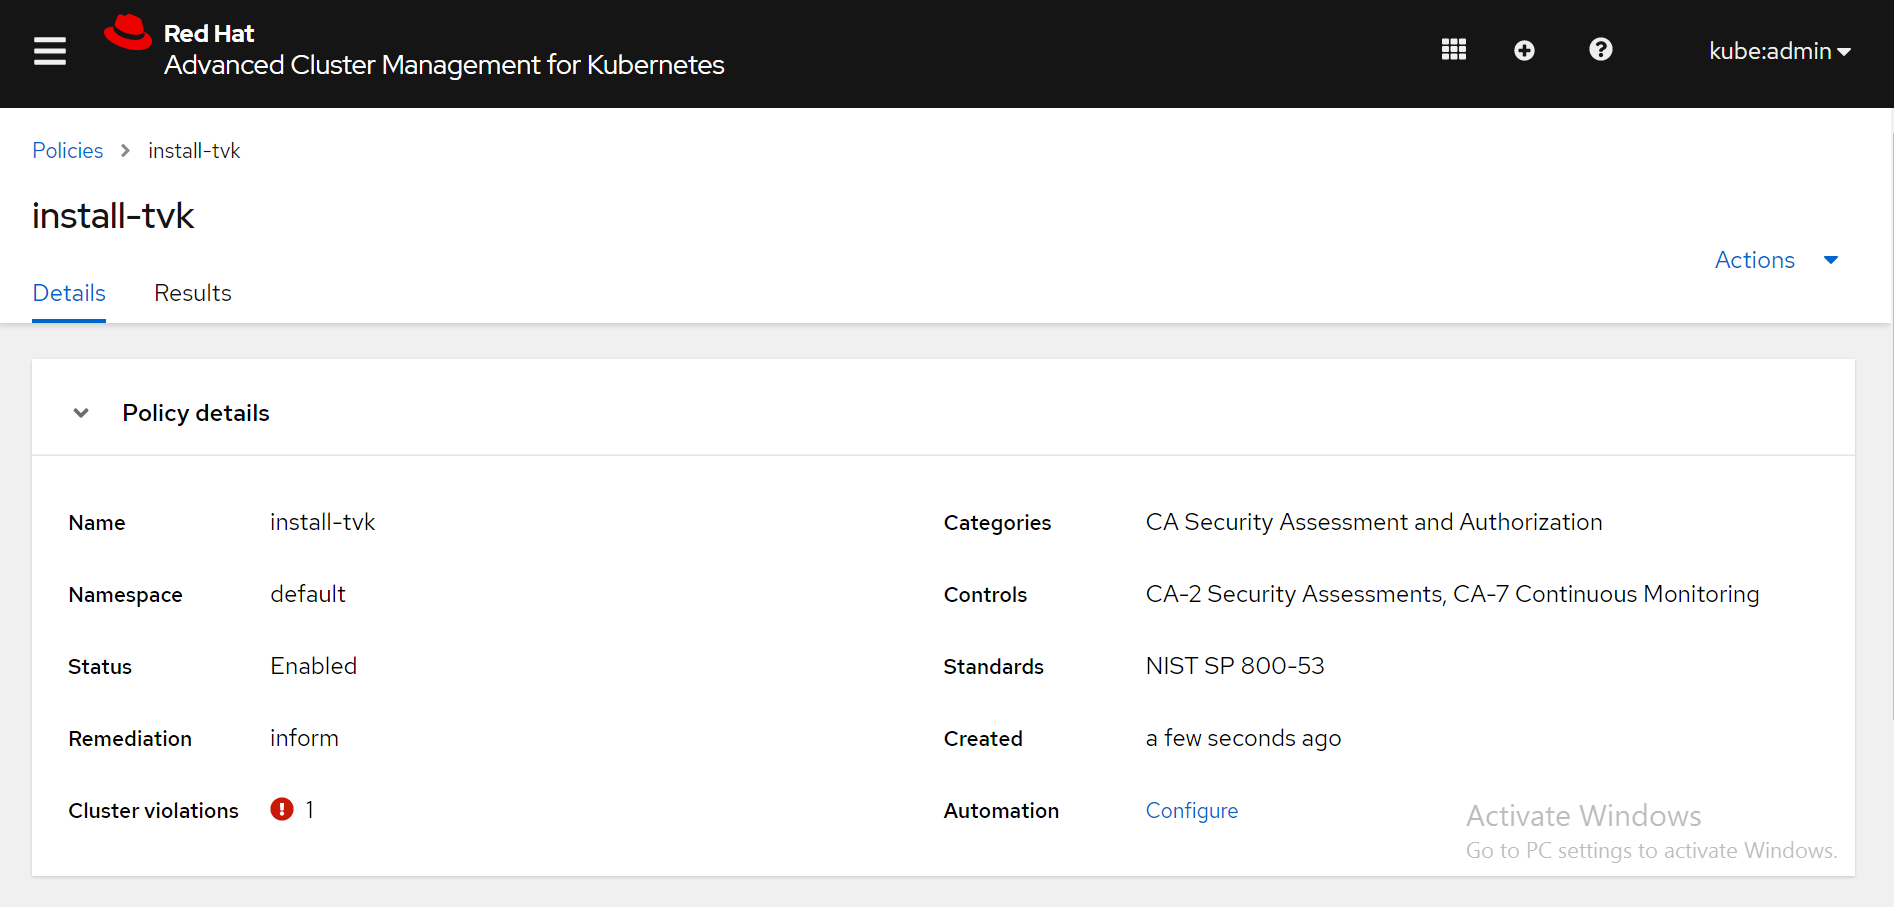 Red Hat
Advanced Cluster Management for Kubernetes
kube:admin
Policies install-tvk
install-tvk
Actions
Details Results
Policy details
Name install-tvk
Categories CA Security Assessment and Authorization
Namespace default
Controls CA-2 Security Assessments, CA-7 Continuous Monitoring
Status Enabled
Standards NIST SP 800-53
Remediation inform
Created a few seconds ago
Cluster violations 1
Automation Configure
Activate Windows
Go to PC settings to activate Windows.